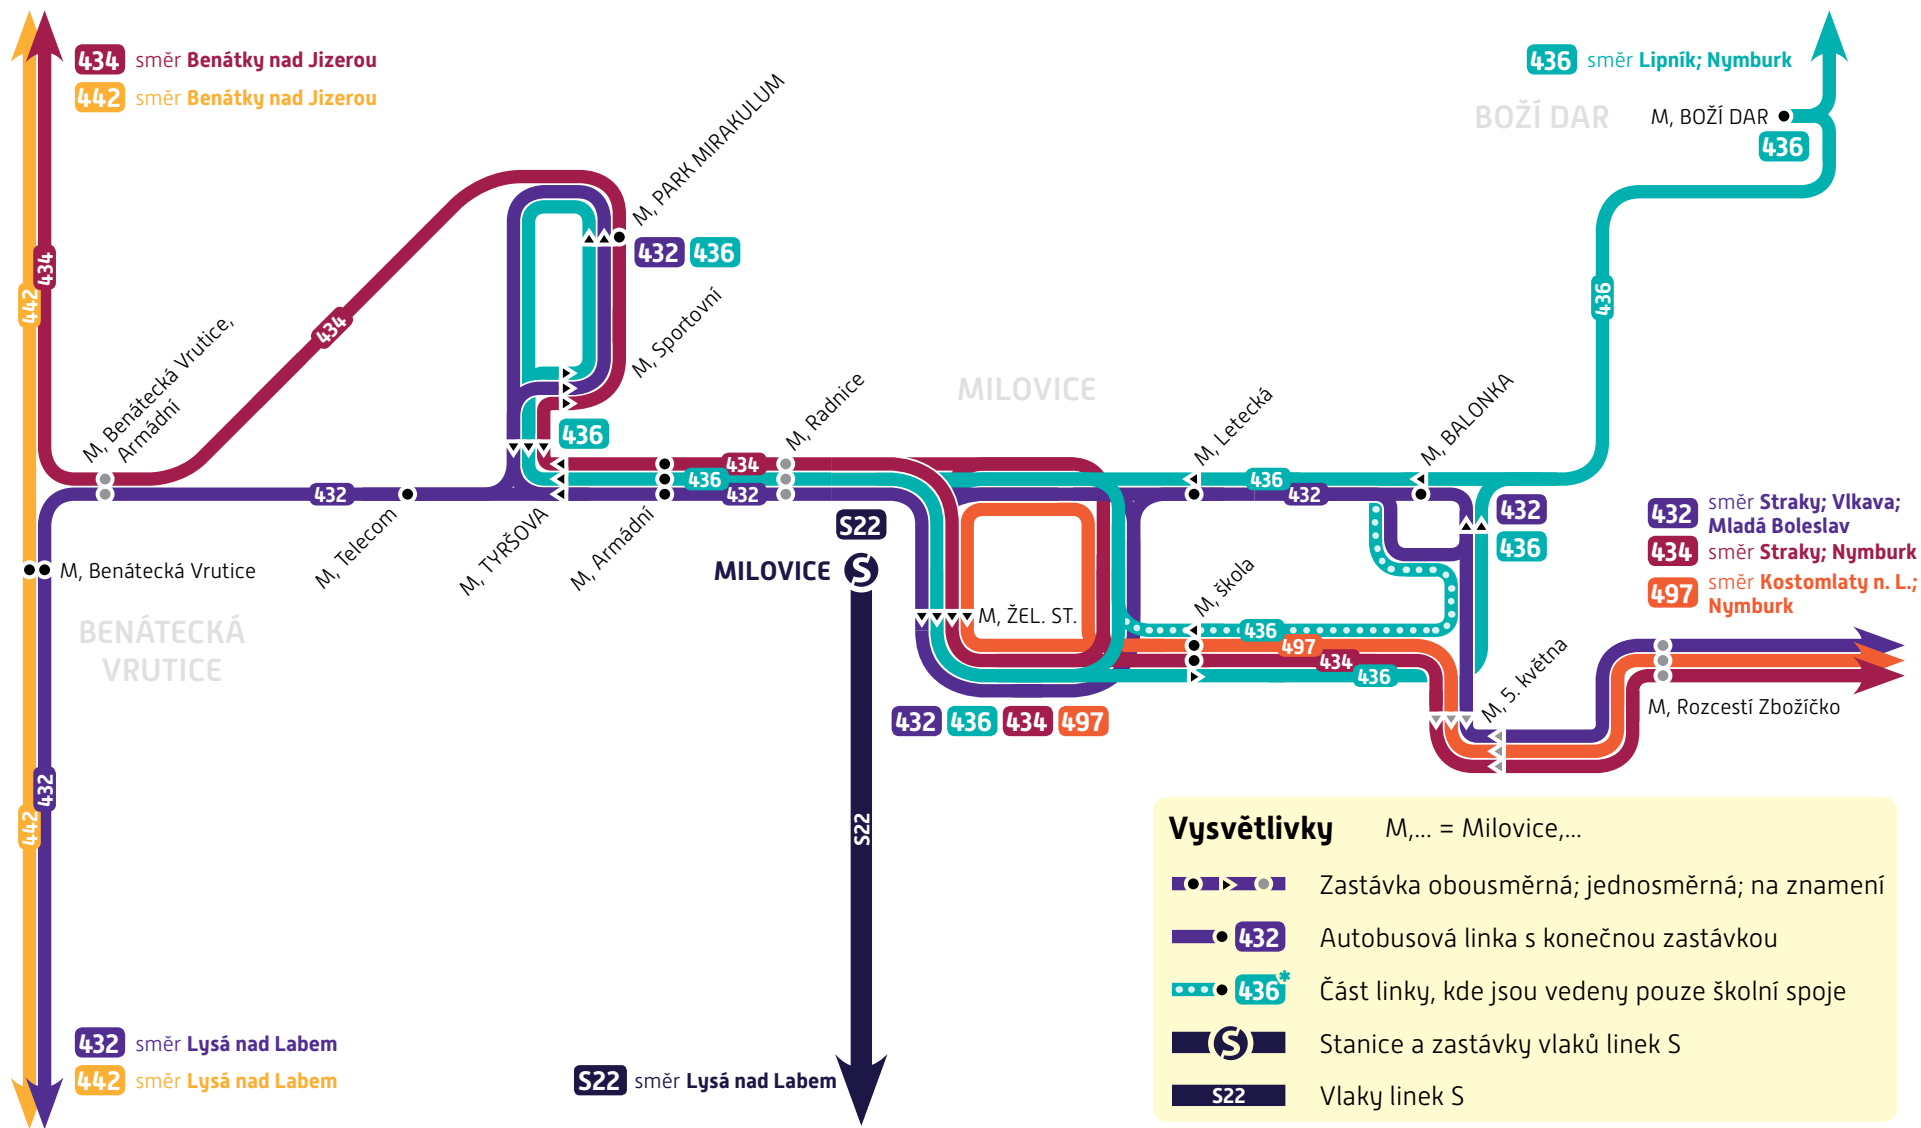 434 směr Benátky nad Jizerou
442 směr Benátky nad Jizerou
436 směr Lipník; Nymburk
BOŽÍ DAR
M, BOŽÍ DAR
436
M, PARK MIRAKULUM
432 436
434
442
434
436
M, Benátecká Vrutice,
Armádní
M, Sportovní
436
M, Radnice
MILOVICE
M, Letecká
M, BALONKA
434
436
432
432
436
432
M, Telecom
M, TYRŠOVA
M, Armádní
S22
MILOVICE S
M, Benátecká Vrutice
BENÁTECKÁ
VRUTICE
432
436
432 směr Straky; Vlkava;
Mladá Boleslav
434 směr Straky; Nymburk
497 směr Kostomlaty n. L.;
Nymburk
M, škola
M, ŽEL. ST.
436
497
434
436
M, 5. května
M, Rozcestí Zbožíčko
432 436 434 497
432
442
S22
Vysvětlivky M,... = Milovice,...
Zastávka obousměrná; jednosměrná; na znamení
432 Autobusová linka s konečnou zastávkou
436* Část linky, kde jsou vedeny pouze školní spoje
S Stanice a zastávky vlaků linek S
S22 Vlaky linek S
432 směr Lysá nad Labem
442 směr Lysá nad Labem
S22 směr Lysá nad Labem